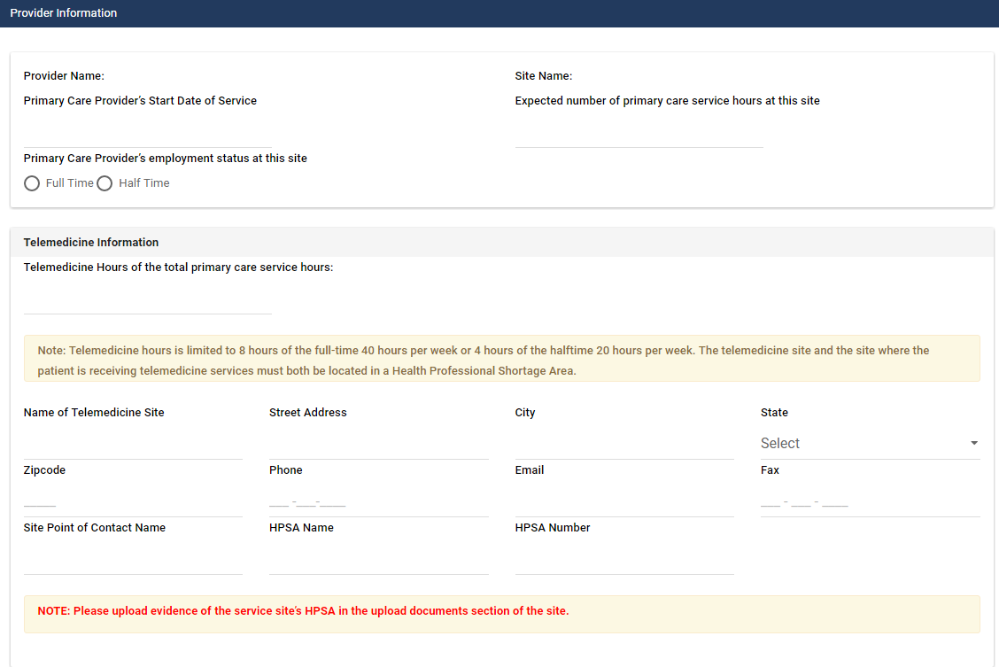 Provider Information
Provider Name:
Site Name:
Primary Care Provider's Start Date of Service
Expected number of primary care service hours at this site
Primary Care Provider's employment status at this site
Full Time
Half Time
Telemedicine Information
Telemedicine Hours of the total primary care service hours:
Note: Telemedicine hours is limited to 8 hours of the full-time 40 hours per week or 4 hours of the halftime 20 hours per week. The telemedicine site and the site where the
patient is receiving telemedicine services must both be located in a Health Professional Shortage Area.
Name of Telemedicine Site
Street Address
City
State
Select
Zipcode
Phone
Email
Fax
_____
___-___-____
___ - ___ - ____
Site Point of Contact Name
HPSA Name
HPSA Number
NOTE: Please upload evidence of the service site's HPSA in the upload documents section of the site.